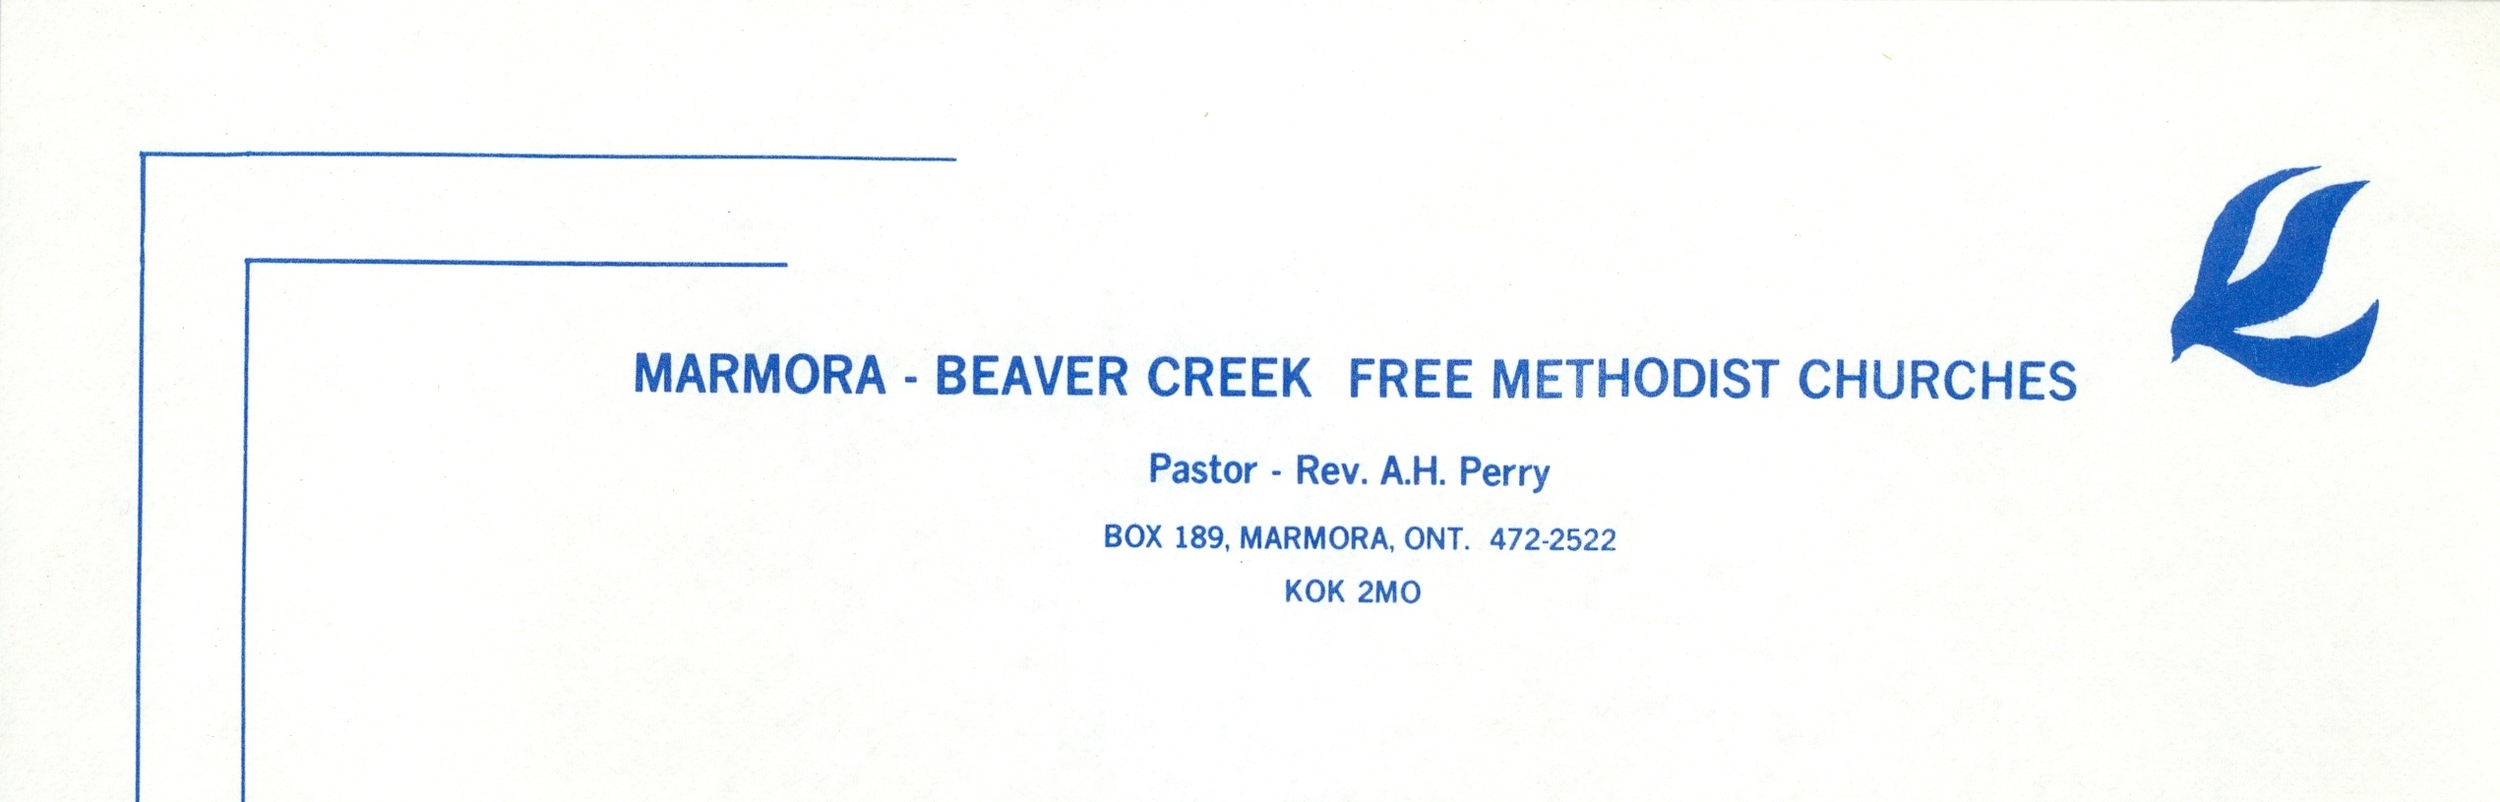 MARMORA - BEAVER CREEK FREE METHODIST CHURCHES
Pastor - Rev. A.H. Perry
BOX 189, MARMORA, ONT. 472-2522
KOK 2MO